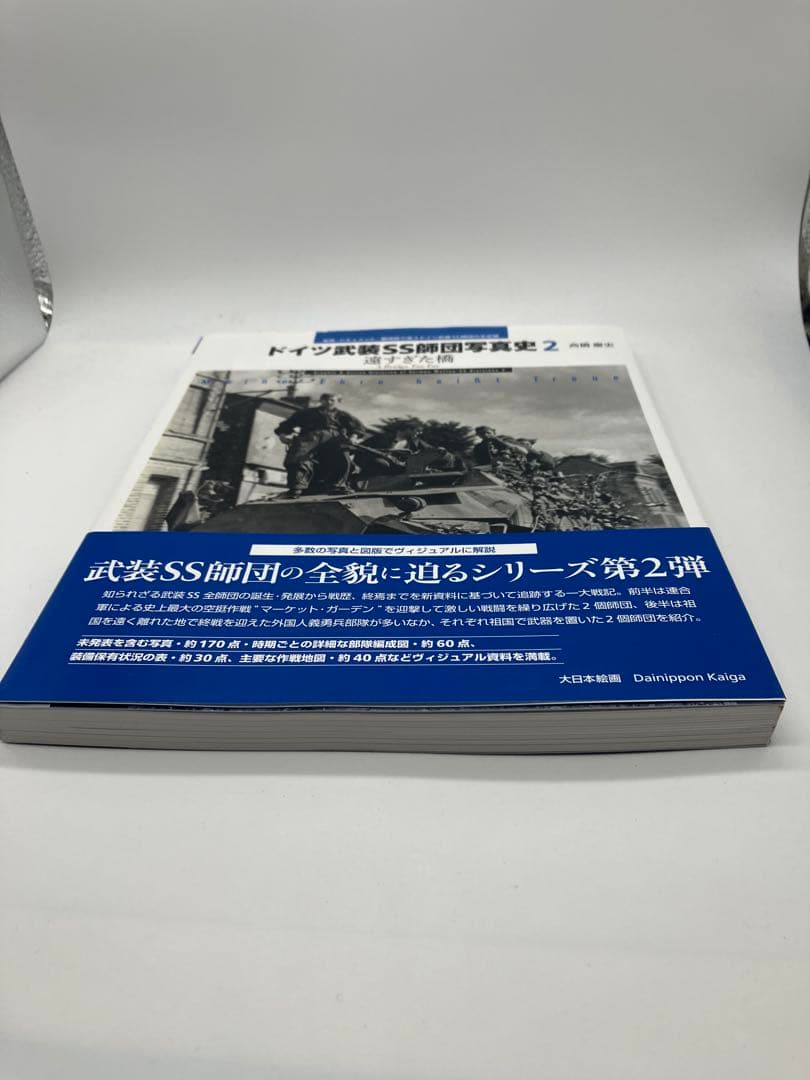 ドイツ武装SS師団写真史 2 高橋 慶史
遠すぎた橋
A Bridge Too Far
Meine Ehre heißt Treue
多数の写真と図版でヴィジュアルに解説
武装SS師団の全貌に迫るシリーズ第2弾
知られざる武装SS全師団の誕生・発展から戦歴、終焉までを新資料に基づいて追跡する一大戦記。前半は連合
軍による史上最大の空挺作戦“マーケット・ガーデン”を迎撃して激しい戦闘を繰り広げた2個師団、後半は祖
国を遠く離れた地で終戦を迎えた外国人義勇兵部隊が多いなか、それぞれ祖国で武器を置いた2個師団を紹介。
未発表を含む写真・約170点・時期ごとの詳細な部隊編成図・約60点、
装備保有状況の表・約30点、主要な作戦地図・約40点などヴィジュアル資料を満載。
大日本絵画 Dainippon Kaiga